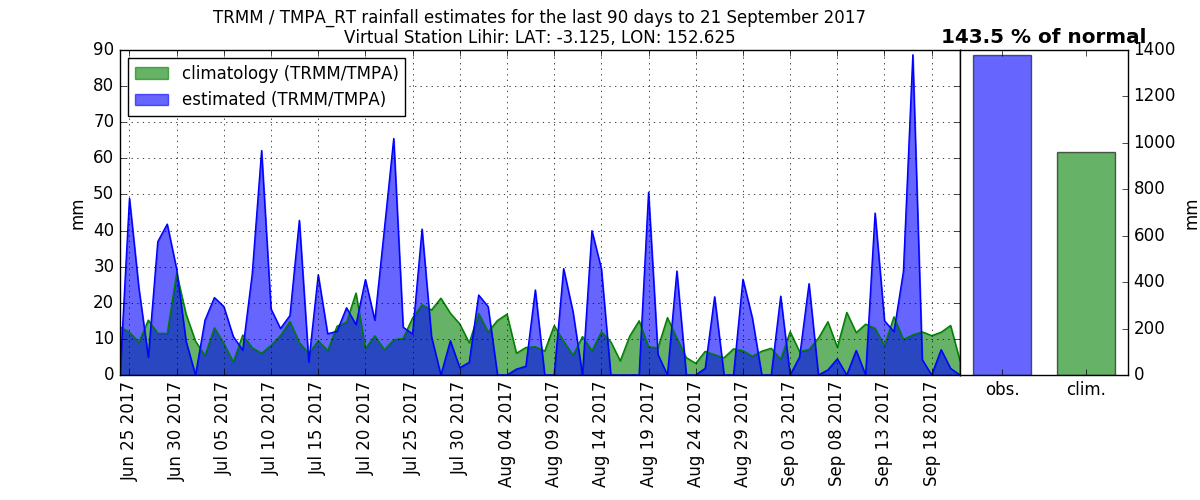 TRMM / TMPA_RT rainfall estimates for the last 90 days to 21 September 2017
Virtual Station Lihir: LAT: -3.125, LON: 152.625
143.5 % of normal
climatology (TRMM/TMPA)
estimated (TRMM/TMPA)
mm
90
80
70
60
50
40
30
20
10
0
Jun 25 2017
Jun 30 2017
Jul 05 2017
Jul 10 2017
Jul 15 2017
Jul 20 2017
Jul 25 2017
Jul 30 2017
Aug 04 2017
Aug 09 2017
Aug 14 2017
Aug 19 2017
Aug 24 2017
Aug 29 2017
Sep 03 2017
Sep 08 2017
Sep 13 2017
Sep 18 2017
1400
1200
1000
800
600
400
200
0
mm
obs.
clim.